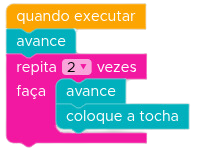 quando executar
avance
repita 2 vezes
faça avance
coloque a tocha